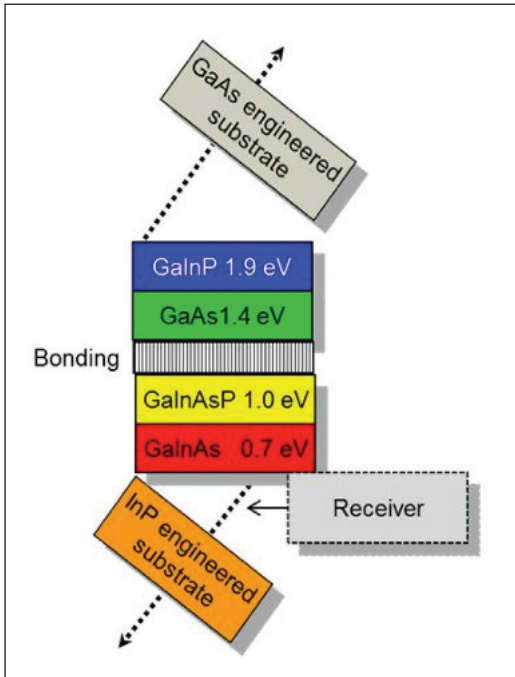 GaAs engineered
substrate
GaInP 1.9 eV
GaAs1.4 eV
Bonding
GaInAsP 1.0 eV
GaInAs 0.7 eV
Receiver
InP engineered
substrate